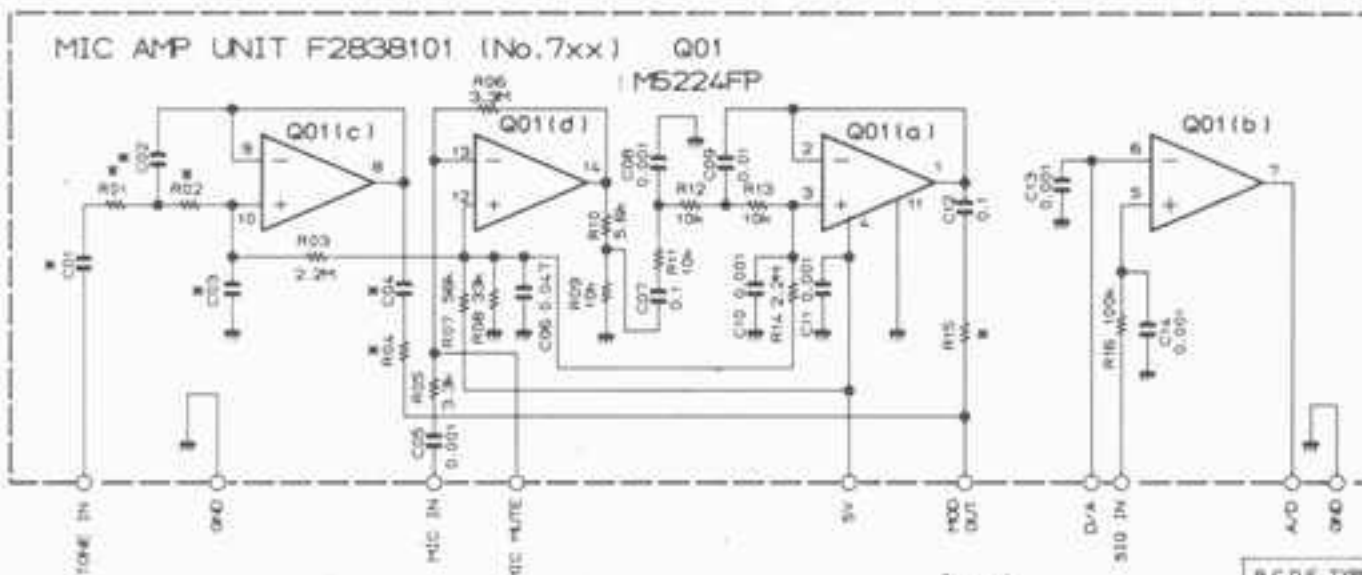 MIC AMP UNIT F2838101 (No.7xx)
Q01
M5224FP
R06
Q01(c)
Q01(d)
Q01(a)
Q01(b)
9
10
8
13
12
14
2
3
1
4
11
6
5
7
C02
*
R01
*
R02
*
C01
*
R03
2.2M
C03
*
C04
*
R04
*
R05
3.3k
C05
0.001
R07 56k
R08 33k
C06 0.047
R09
10k
R10
C07
0.1
R11
10k
C08
0.001
R12
10k
R13
10k
C09
0.01
C10 0.001
R14 2.2M
C11 0.001
C12
0.1
R15
*
C13
0.001
R16 100k
C14
0.001
TONE IN
GND
MIC IN
MIC MUTE
5V
MOD
OUT
D/A
SIG IN
A/D
GND